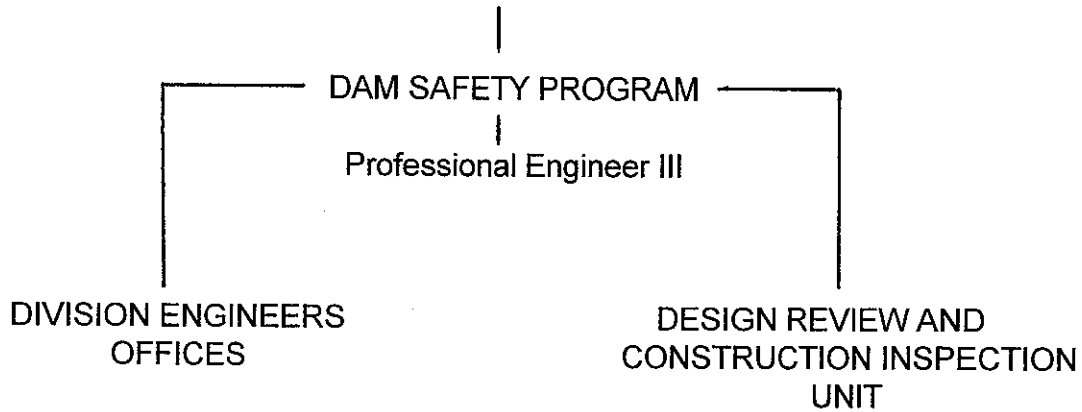 DAM SAFETY PROGRAM
Professional Engineer III
DIVISION ENGINEERS
OFFICES
DESIGN REVIEW AND
CONSTRUCTION INSPECTION
UNIT